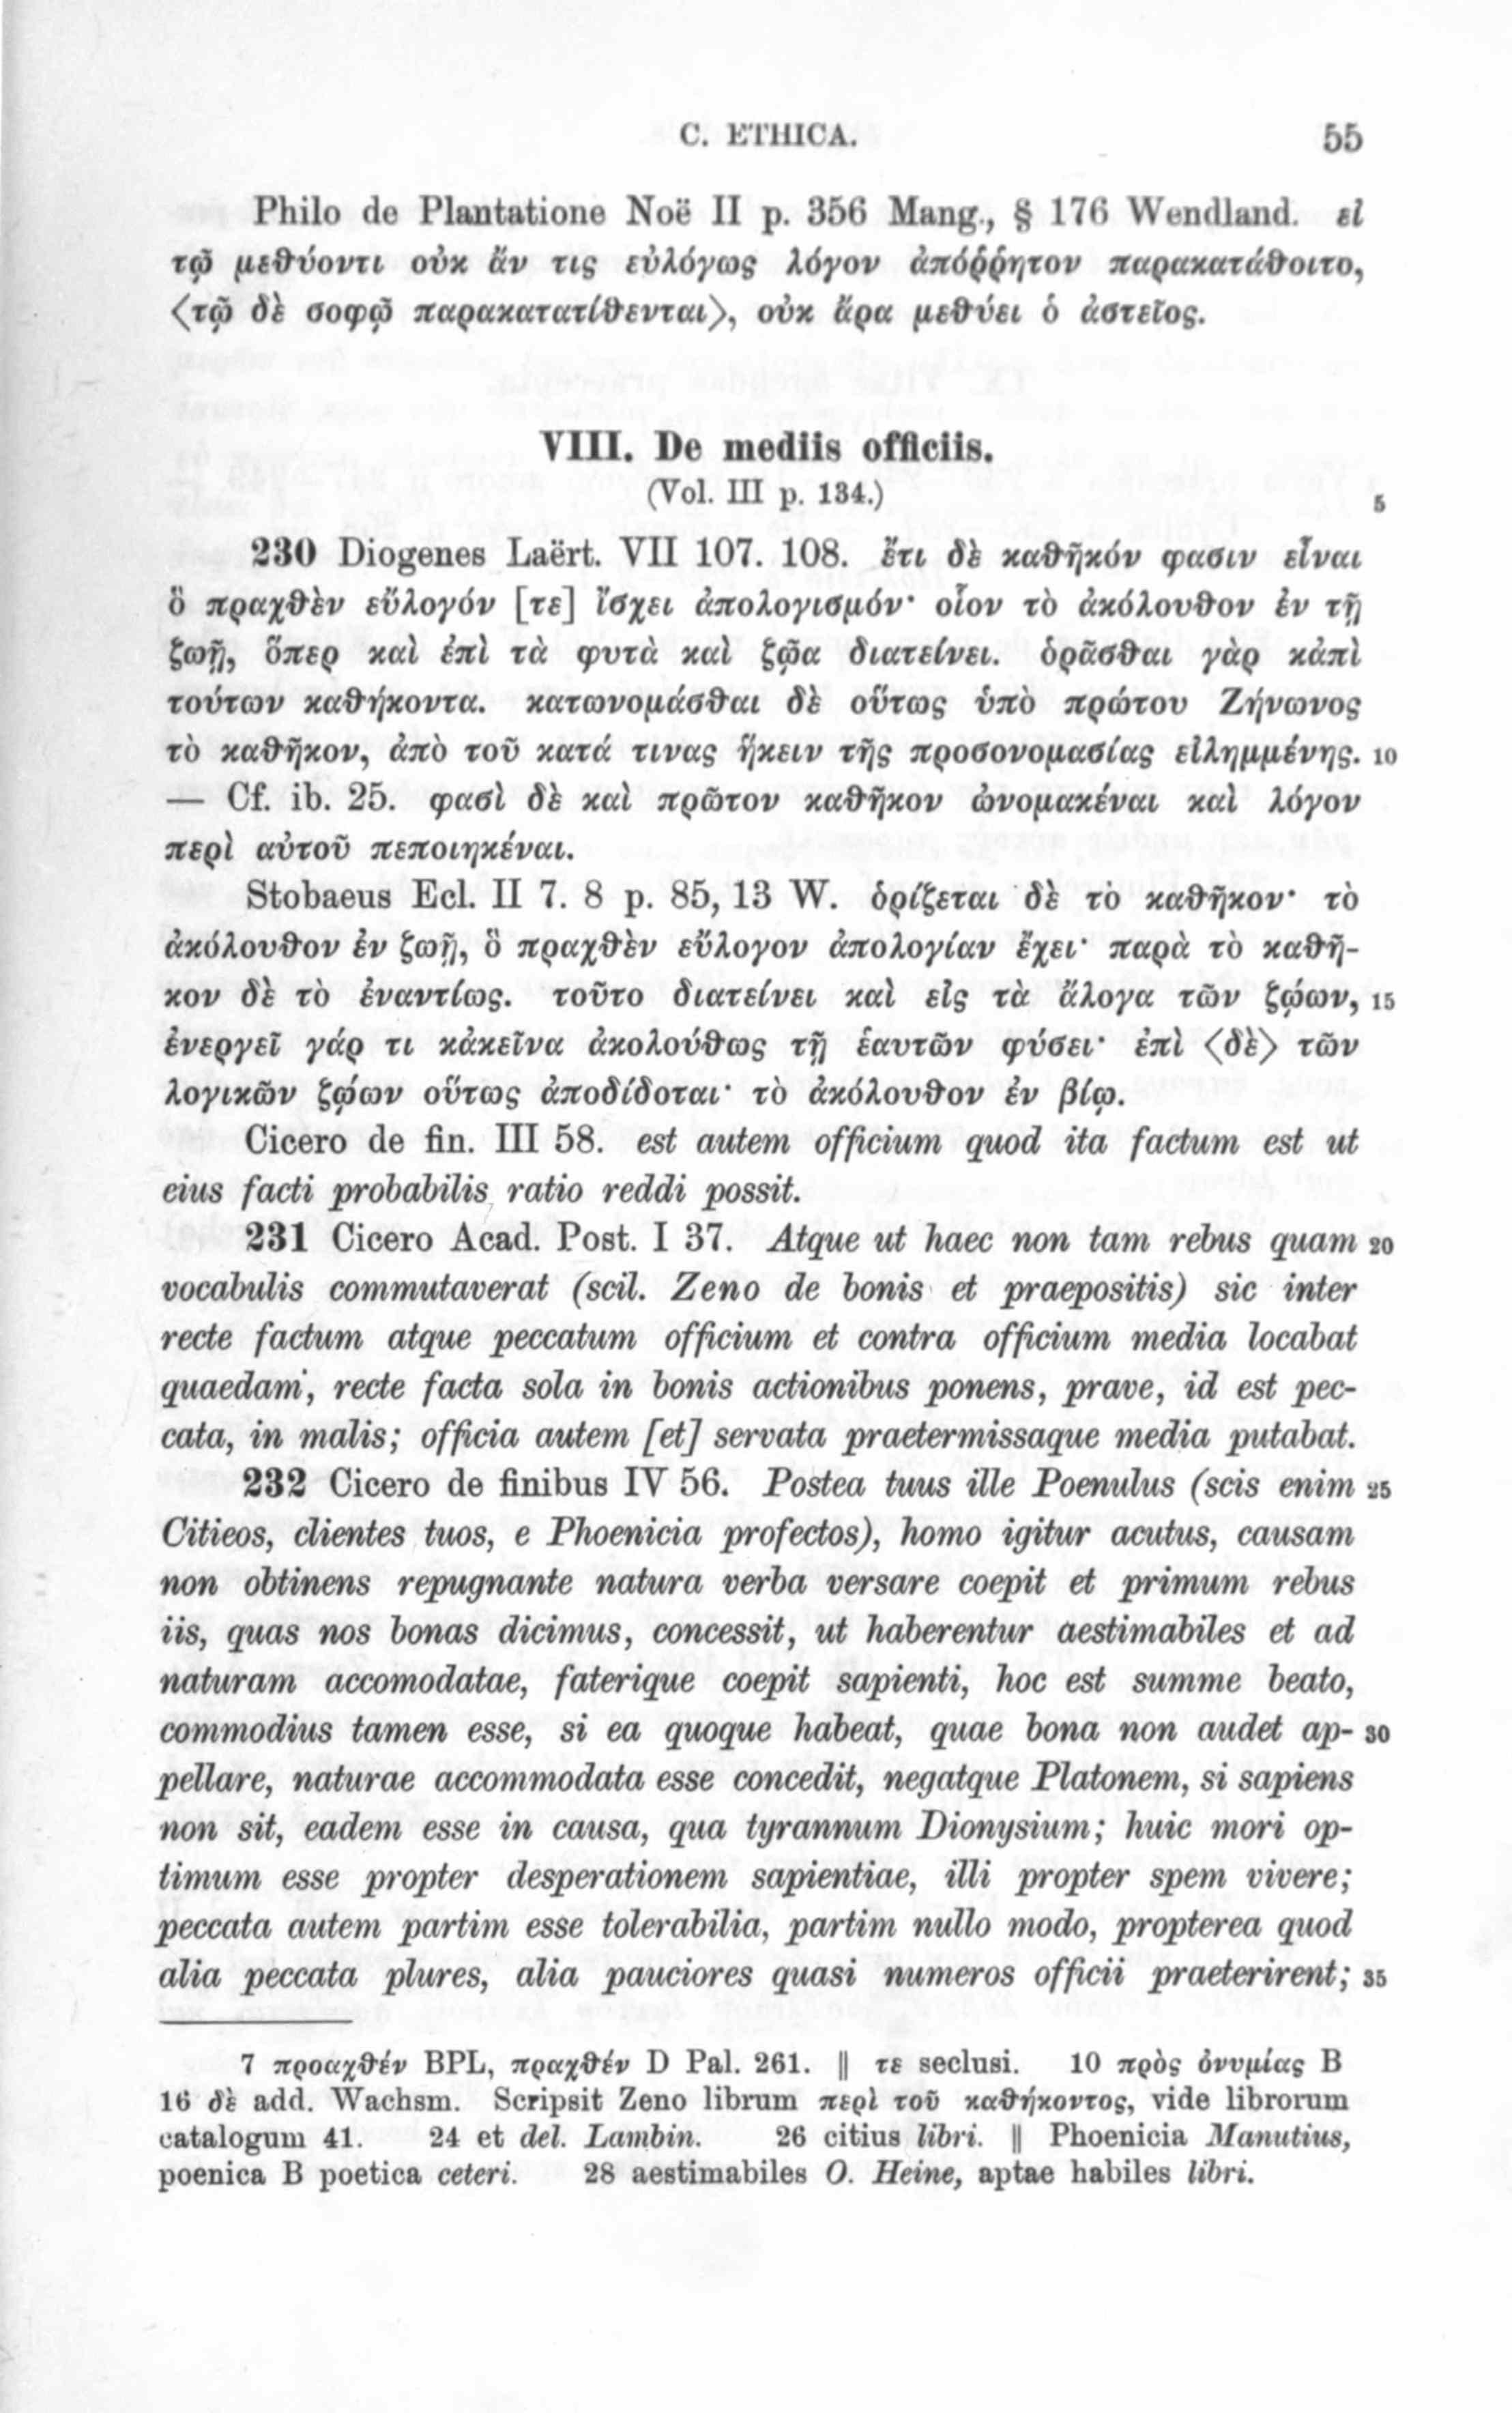 C. ETHICA. 55
Philo de Plantatione Noë II p. 356 Mang., § 176 Wendland. εἰ
τῷ μεθύοντι οὐκ ἄν τις εὐλόγως λόγον ἀπόῤῥητον παρακατάθοιτο,
⟨τῷ δὲ σοφῷ παρακατατίθενται⟩, οὐκ ἄρα μεθύει ὁ ἀστεῖος.
VIII. De mediis officiis.
(Vol. III p. 134.) 5
230 Diogenes Laërt. VII 107. 108. ἔτι δὲ καθῆκόν φασιν εἶναι
ὃ πραχθὲν εὔλογόν [τε] ἴσχει ἀπολογισμόν· οἷον τὸ ἀκόλουθον ἐν τῇ
ζωῇ, ὅπερ καὶ ἐπὶ τὰ φυτὰ καὶ ζῷα διατείνει. ὁρᾶσθαι γὰρ κἀπὶ
τούτων καθήκοντα. κατωνομάσθαι δὲ οὕτως ὑπὸ πρώτου Ζήνωνος
τὸ καθῆκον, ἀπὸ τοῦ κατά τινας ἥκειν τῆς προσονομασίας εἰλημμένης. 10
— Cf. ib. 25. φασὶ δὲ καὶ πρῶτον καθῆκον ὠνομακέναι καὶ λόγον
περὶ αὐτοῦ πεποιηκέναι.
Stobaeus Ecl. II 7. 8 p. 85, 13 W. ὁρίζεται δὲ τὸ καθῆκον· τὸ
ἀκόλουθον ἐν ζωῇ, ὃ πραχθὲν εὔλογον ἀπολογίαν ἔχει· παρὰ τὸ καθῆ-
κον δὲ τὸ ἐναντίως. τοῦτο διατείνει καὶ εἰς τὰ ἄλογα τῶν ζῴων, 15
ἐνεργεῖ γάρ τι κἀκεῖνα ἀκολούθως τῇ ἑαυτῶν φύσει· ἐπὶ ⟨δὲ⟩ τῶν
λογικῶν ζῴων οὕτως ἀποδίδοται· τὸ ἀκόλουθον ἐν βίῳ.
Cicero de fin. III 58. est autem officium quod ita factum est ut
eius facti probabilis ratio reddi possit.
231 Cicero Acad. Post. I 37. Atque ut haec non tam rebus quam 20
vocabulis commutaverat (scil. Zeno de bonis et praepositis) sic inter
recte factum atque peccatum officium et contra officium media locabat
quaedam, recte facta sola in bonis actionibus ponens, prave, id est pec-
cata, in malis; officia autem [et] servata praetermissaque media putabat.
232 Cicero de finibus IV 56. Postea tuus ille Poenulus (scis enim 25
Citieos, clientes tuos, e Phoenicia profectos), homo igitur acutus, causam
non obtinens repugnante natura verba versare coepit et primum rebus
iis, quas nos bonas dicimus, concessit, ut haberentur aestimabiles et ad
naturam accomodatae, faterique coepit sapienti, hoc est summe beato,
commodius tamen esse, si ea quoque habeat, quae bona non audet ap- 30
pellare, naturae accommodata esse concedit, negatque Platonem, si sapiens
non sit, eadem esse in causa, qua tyrannum Dionysium; huic mori op-
timum esse propter desperationem sapientiae, illi propter spem vivere;
peccata autem partim esse tolerabilia, partim nullo modo, propterea quod
alia peccata plures, alia pauciores quasi numeros officii praeterirent; 35
7 προαχθέν BPL, πραχθέν D Pal. 261. ‖ τε seclusi. 10 πρὸς ὀνυμίας B
16 δὲ add. Wachsm. Scripsit Zeno librum περὶ τοῦ καθήκοντος, vide librorum
catalogum 41. 24 et del. Lambin. 26 citius libri. ‖ Phoenicia Manutius,
poenica B poetica ceteri. 28 aestimabiles O. Heine, aptae habiles libri.